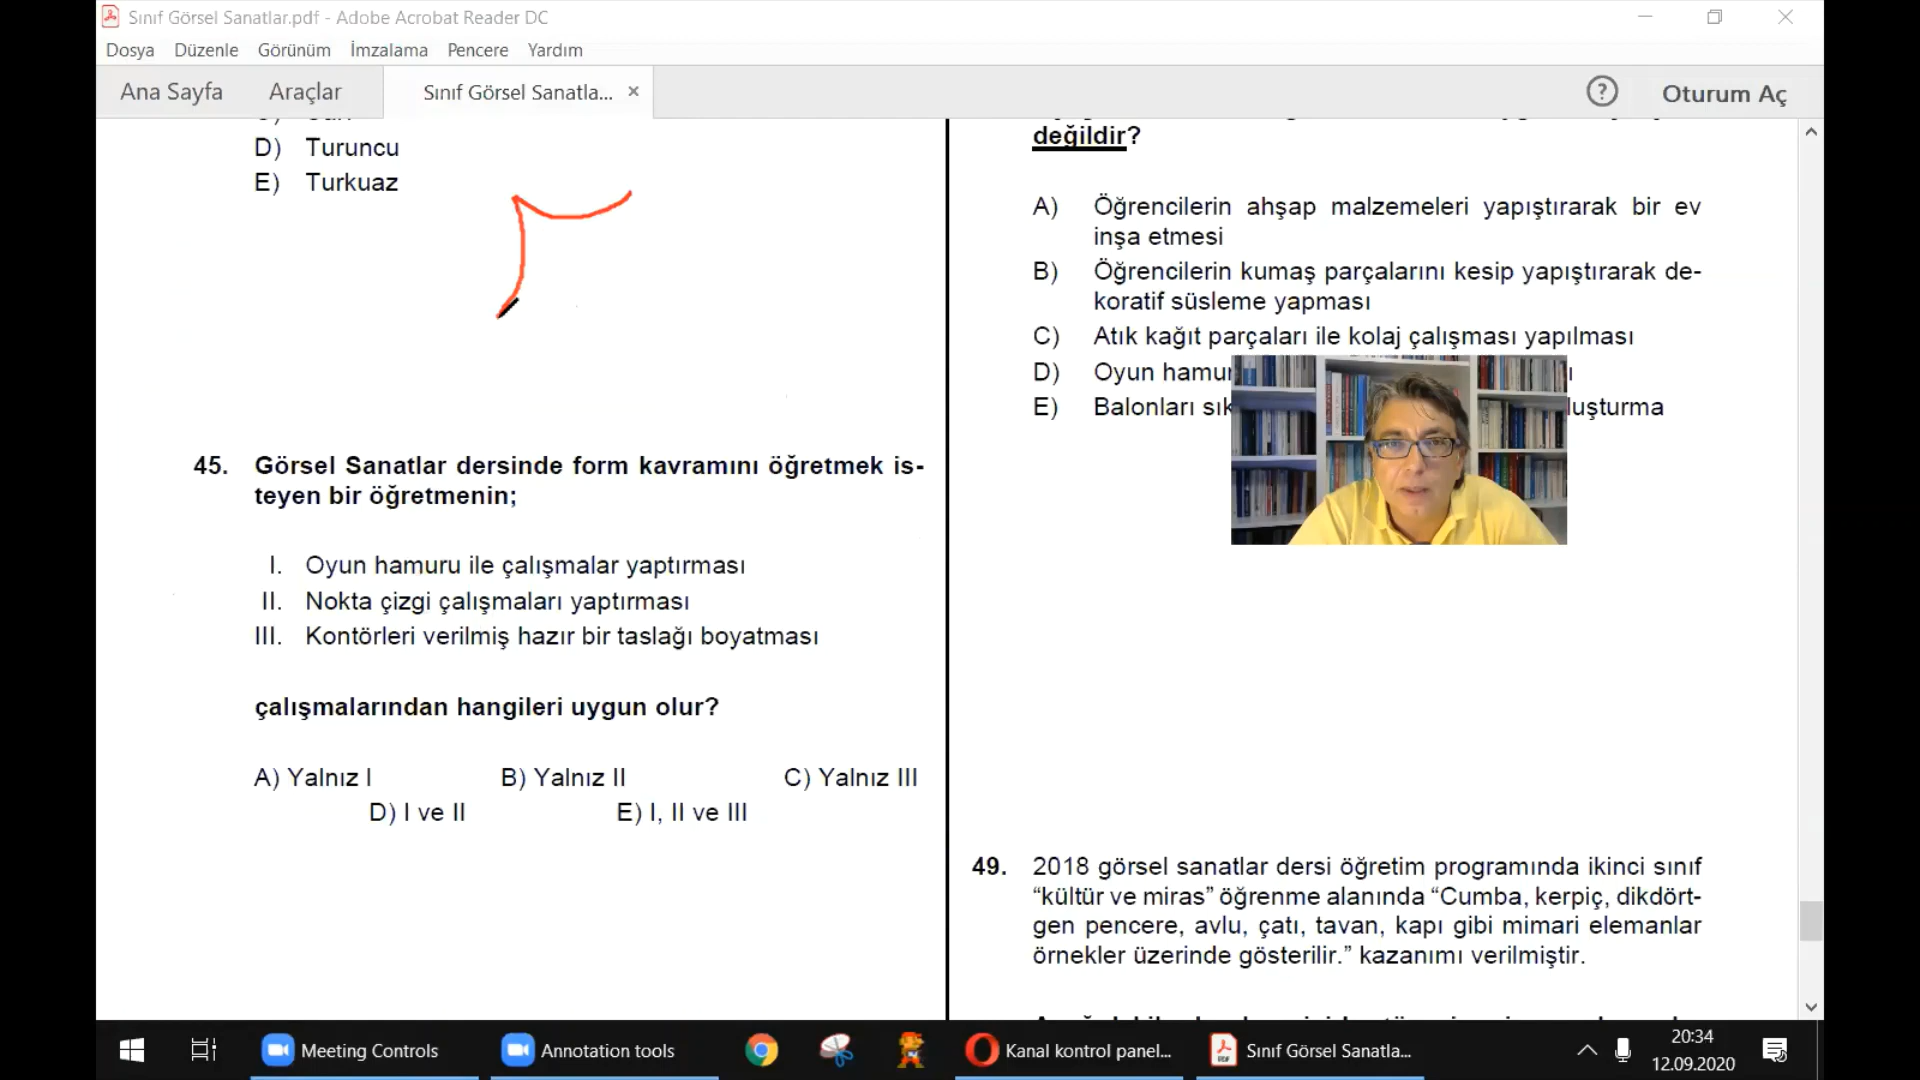 Sınıf Görsel Sanatlar.pdf - Adobe Acrobat Reader DC
Dosya Düzenle Görünüm İmzalama Pencere Yardım
Ana Sayfa Araçlar Sınıf Görsel Sanatla... × Oturum Aç
D) Turuncu
E) Turkuaz
45. Görsel Sanatlar dersinde form kavramını öğretmek is-
teyen bir öğretmenin;
I. Oyun hamuru ile çalışmalar yaptırması
II. Nokta çizgi çalışmaları yaptırması
III. Kontörleri verilmiş hazır bir taslağı boyatması
çalışmalarından hangileri uygun olur?
A) Yalnız I B) Yalnız II C) Yalnız III
D) I ve II E) I, II ve III
değildir?
A) Öğrencilerin ahşap malzemeleri yapıştırarak bir ev
inşa etmesi
B) Öğrencilerin kumaş parçalarını kesip yapıştırarak de-
koratif süsleme yapması
C) Atık kağıt parçaları ile kolaj çalışması yapılması
D) Oyun
E) Balonları
49. 2018 görsel sanatlar dersi öğretim programında ikinci sınıf
“kültür ve miras” öğrenme alanında “Cumba, kerpiç, dikdört-
gen pencere, avlu, çatı, tavan, kapı gibi mimari elemanlar
örnekler üzerinde gösterilir.” kazanımı verilmiştir.
Meeting Controls Annotation tools Kanal kontrol panel... Sınıf Görsel Sanatla... 20:34
12.09.2020